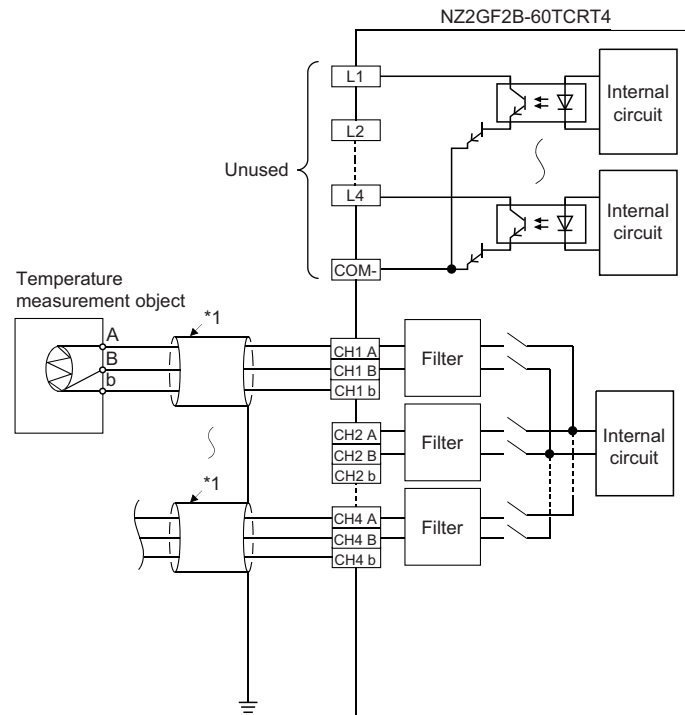 NZ2GF2B-60TCRT4
L1
Internal
circuit
L2
Unused
L4
Internal
circuit
COM-
Temperature
measurement object
*1
A
B
b
CH1 A
CH1 B
CH1 b
Filter
CH2 A
CH2 B
CH2 b
Filter
Internal
circuit
*1
CH4 A
CH4 B
CH4 b
Filter